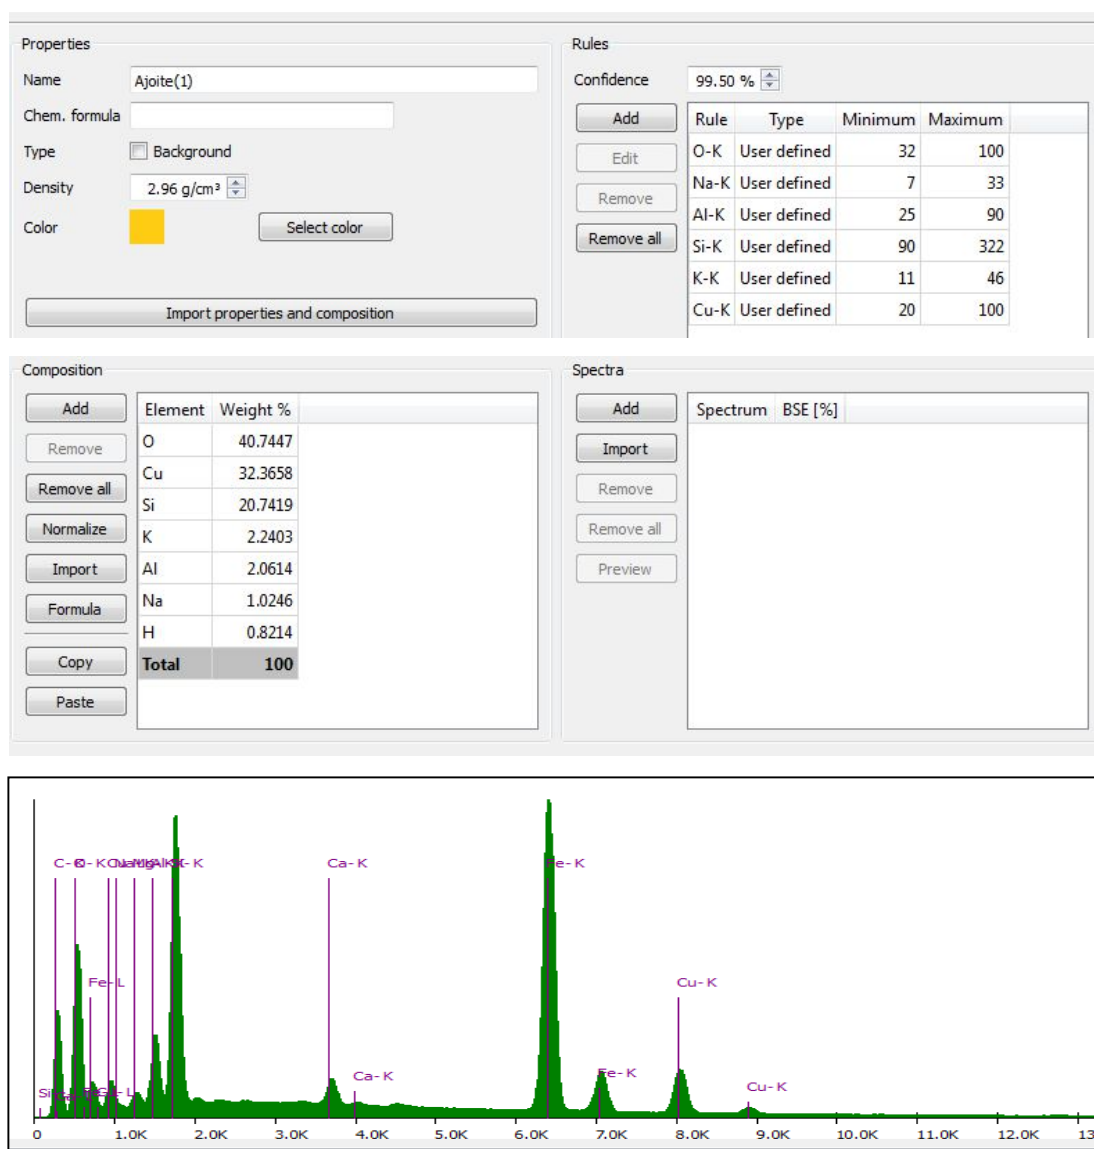 Properties
Name Ajoite(1)
Chem. formula
Type Background
Density 2.96 g/cm³
Color Select color
Import properties and composition
Rules
Confidence 99.50 %
Add
Edit
Remove
Remove all
Rule Type Minimum Maximum
O-K User defined 32 100
Na-K User defined 7 33
Al-K User defined 25 90
Si-K User defined 90 322
K-K User defined 11 46
Cu-K User defined 20 100
Composition
Add
Remove
Remove all
Normalize
Import
Formula
Copy
Paste
Element Weight %
O 40.7447
Cu 32.3658
Si 20.7419
K 2.2403
Al 2.0614
Na 1.0246
H 0.8214
Total 100
Spectra
Add
Import
Remove
Remove all
Preview
Spectrum BSE [%]
Ca-K
Fe-K
Fe-L
Cu-K
Ca-K
Fe-K
Cu-K
0 1.0K 2.0K 3.0K 4.0K 5.0K 6.0K 7.0K 8.0K 9.0K 10.0K 11.0K 12.0K 13